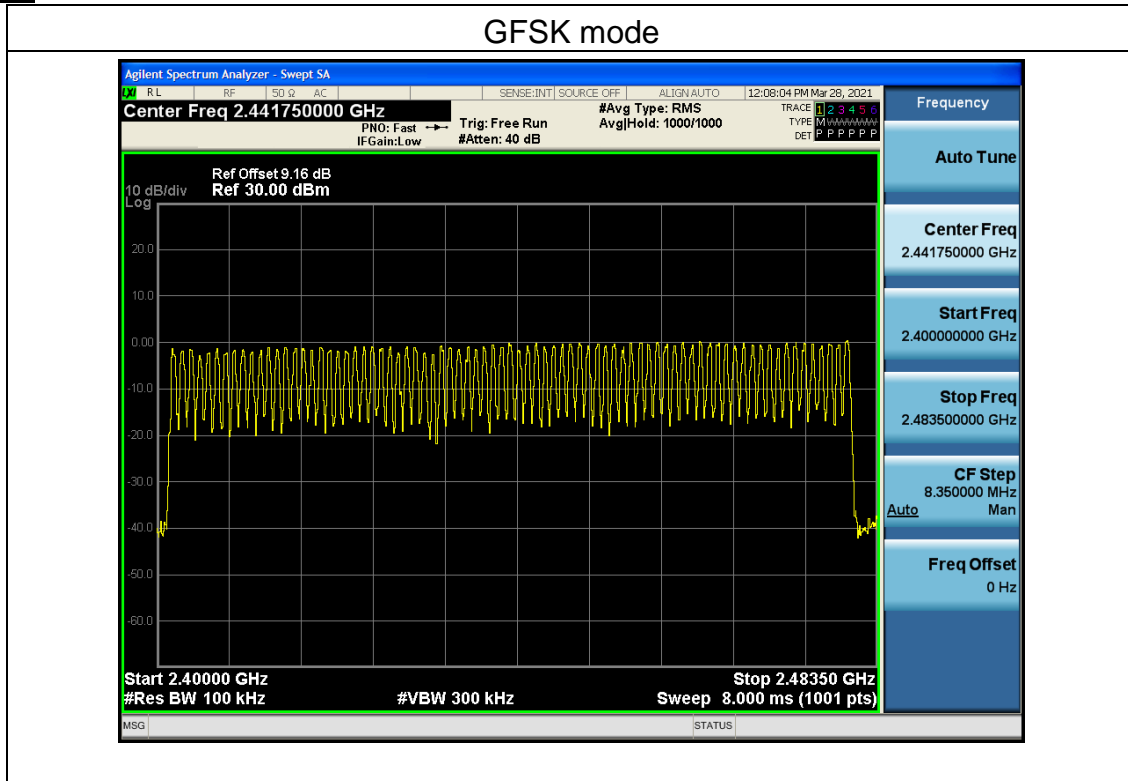 GFSK mode
Agilent Spectrum Analyzer - Swept SA
LXI RL RF 50 Ω AC SENSE:INT SOURCE OFF ALIGN AUTO 12:08:04 PM Mar 28, 2021
Center Freq 2.441750000 GHz
PNO: Fast
IFGain:Low
Trig: Free Run
#Atten: 40 dB
#Avg Type: RMS
Avg|Hold: 1000/1000
TRACE 1 2 3 4 5 6
TYPE M WWWWW
DET P P P P P P
Ref Offset 9.16 dB
10 dB/div Ref 30.00 dBm
Log
20.0
10.0
0.00
-10.0
-20.0
-30.0
-40.0
-50.0
-60.0
Start 2.40000 GHz
Stop 2.48350 GHz
#Res BW 100 kHz
#VBW 300 kHz
Sweep 8.000 ms (1001 pts)
MSG
STATUS
Frequency
Auto Tune
Center Freq
2.441750000 GHz
Start Freq
2.400000000 GHz
Stop Freq
2.483500000 GHz
CF Step
8.350000 MHz
Auto Man
Freq Offset
0 Hz